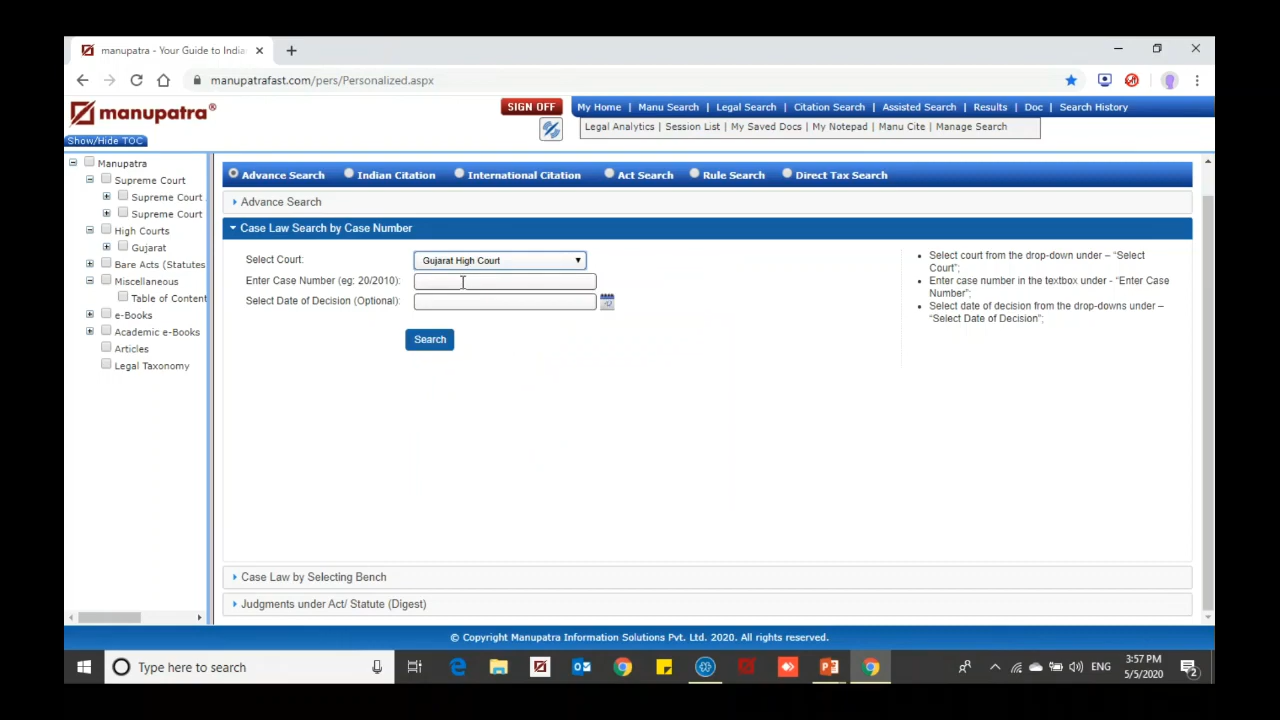 manupatra - Your Guide to India
manupatrafast.com/pers/Personalized.aspx
manupatra®
SIGN OFF
My Home | Manu Search | Legal Search | Citation Search | Assisted Search | Results | Doc | Search History
Legal Analytics | Session List | My Saved Docs | My Notepad | Manu Cite | Manage Search
Show/Hide TOC
Manupatra
Supreme Court
Supreme Court
Supreme Court
High Courts
Gujarat
Bare Acts (Statutes
Miscellaneous
Table of Content
e-Books
Academic e-Books
Articles
Legal Taxonomy
Advance Search
Indian Citation
International Citation
Act Search
Rule Search
Direct Tax Search
Advance Search
Case Law Search by Case Number
Select Court:
Gujarat High Court
Enter Case Number (eg: 20/2010):
Select Date of Decision (Optional):
Search
• Select court from the drop-down under – “Select
Court”;
• Enter case number in the textbox under - “Enter Case
Number”;
• Select date of decision from the drop-downs under –
“Select Date of Decision”;
Case Law by Selecting Bench
Judgments under Act/ Statute (Digest)
© Copyright Manupatra Information Solutions Pvt. Ltd. 2020. All rights reserved.
Type here to search
ENG
3:57 PM
5/5/2020
2